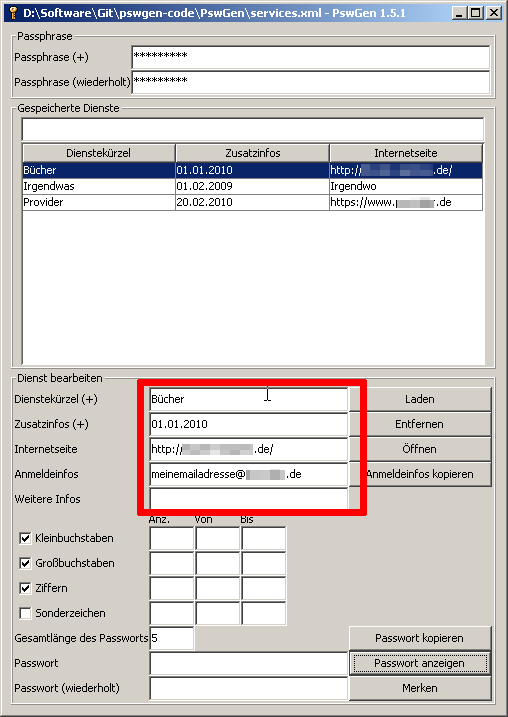 D:\Software\Git\pswgen-code\PswGen\services.xml - PswGen 1.5.1
Passphrase
Passphrase (+) *********
Passphrase (wiederholt) *********
Gespeicherte Dienste
Dienstekürzel Zusatzinfos Internetseite
Bücher 01.01.2010 http:// .de/
Irgendwas 01.02.2009 Irgendwo
Provider 20.02.2010 https://www. .de
Dienst bearbeiten
Dienstekürzel (+) Bücher Laden
Zusatzinfos (+) 01.01.2010 Entfernen
Internetseite http:// .de/ Öffnen
Anmeldeinfos meinemailadresse@ .de Anmeldeinfos kopieren
Weitere Infos
Anz. Von Bis
Kleinbuchstaben
Großbuchstaben
Ziffern
Sonderzeichen
Gesamtlänge des Passworts 5 Passwort kopieren
Passwort Passwort anzeigen
Passwort (wiederholt) Merken